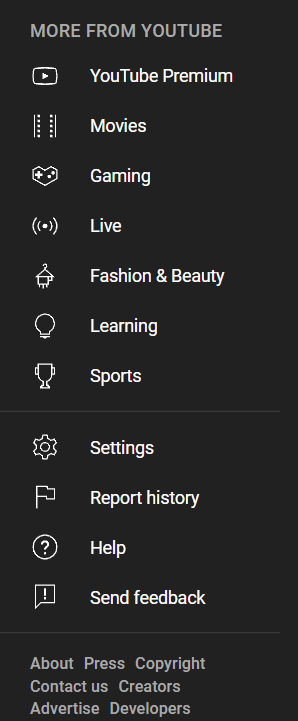 MORE FROM YOUTUBE
YouTube Premium
Movies
Gaming
Live
Fashion & Beauty
Learning
Sports
Settings
Report history
Help
Send feedback
About Press Copyright
Contact us Creators
Advertise Developers